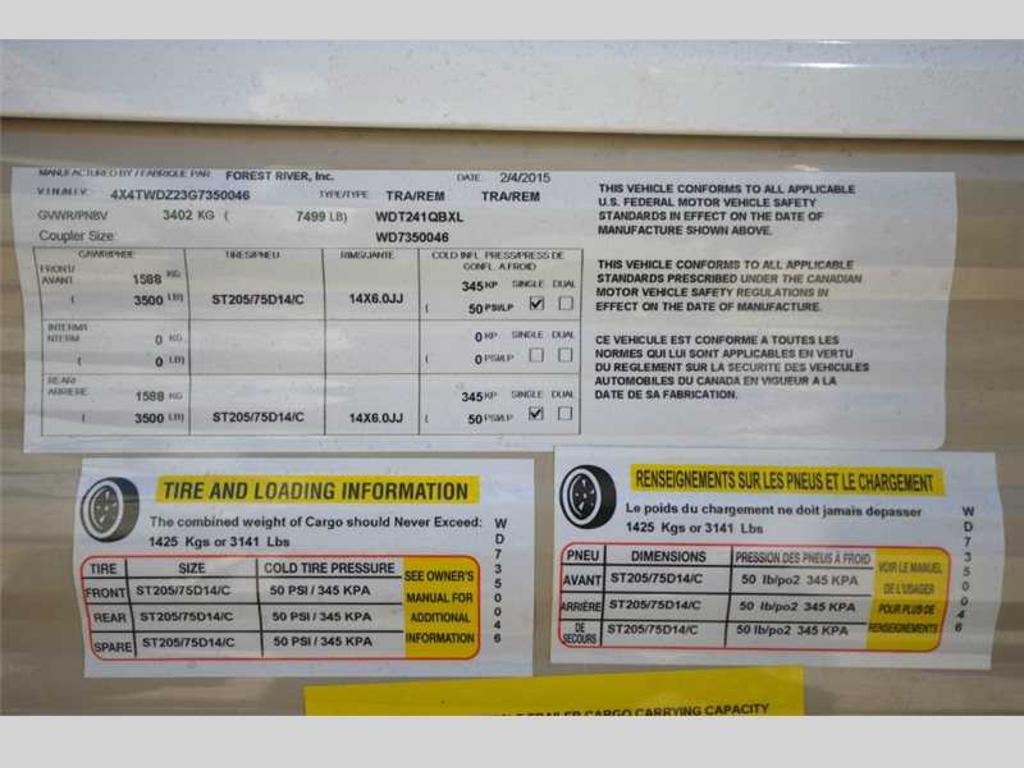 MANUFACTURED BY / FABRIQUE PAR: FOREST RIVER, Inc. DATE: 2/4/2015
V.I.N./N.I.V: 4X4TWDZ23G7350046 TYPE/TYPE TRA/REM TRA/REM
GVWR/PNBV 3402 KG ( 7499 LB) WDT241QBXL
Coupler Size: WD7350046
GAWR/PNBE TIRES/PNEU RIMS/JANTE COLD INFL PRESS/PRESS DE
GONFL. A FROID
FRONT/
AVANT 1588 KG 345 KP SINGLE DUAL
( 3500 LB) ST205/75D14/C 14X6.0JJ ( 50 PSI/LP
INTERM/
INTERM 0 KG 0 KP SINGLE DUAL
( 0 LB) ( 0 PSI/LP
REAR/
ARRIERE 1588 KG 345 KP SINGLE DUAL
( 3500 LB) ST205/75D14/C 14X6.0JJ ( 50 PSI/LP
THIS VEHICLE CONFORMS TO ALL APPLICABLE
U.S. FEDERAL MOTOR VEHICLE SAFETY
STANDARDS IN EFFECT ON THE DATE OF
MANUFACTURE SHOWN ABOVE.
THIS VEHICLE CONFORMS TO ALL APPLICABLE
STANDARDS PRESCRIBED UNDER THE CANADIAN
MOTOR VEHICLE SAFETY REGULATIONS IN
EFFECT ON THE DATE OF MANUFACTURE.
CE VEHICULE EST CONFORME A TOUTES LES
NORMES QUI LUI SONT APPLICABLES EN VERTU
DU REGLEMENT SUR LA SECURITE DES VEHICULES
AUTOMOBILES DU CANADA EN VIGUEUR A LA
DATE DE SA FABRICATION.
TIRE AND LOADING INFORMATION
The combined weight of Cargo should Never Exceed:
1425 Kgs or 3141 Lbs
TIRE SIZE COLD TIRE PRESSURE
FRONT ST205/75D14/C 50 PSI / 345 KPA
REAR ST205/75D14/C 50 PSI / 345 KPA
SPARE ST205/75D14/C 50 PSI / 345 KPA
SEE OWNER'S
MANUAL FOR
ADDITIONAL
INFORMATION
WD7350046
RENSEIGNEMENTS SUR LES PNEUS ET LE CHARGEMENT
Le poids du chargement ne doit jamais depasser
1425 Kgs or 3141 Lbs
PNEU DIMENSIONS PRESSION DES PNEUS À FROID
AVANT ST205/75D14/C 50 lb/po2 345 KPA
ARRIÈRE ST205/75D14/C 50 lb/po2 345 KPA
DE
SECOURS ST205/75D14/C 50 lb/po2 345 KPA
VOIR LE MANUEL
DE L'USAGER
POUR PLUS DE
RENSEIGNEMENTS
WD7350046
TRAILER CARGO CARRYING CAPACITY